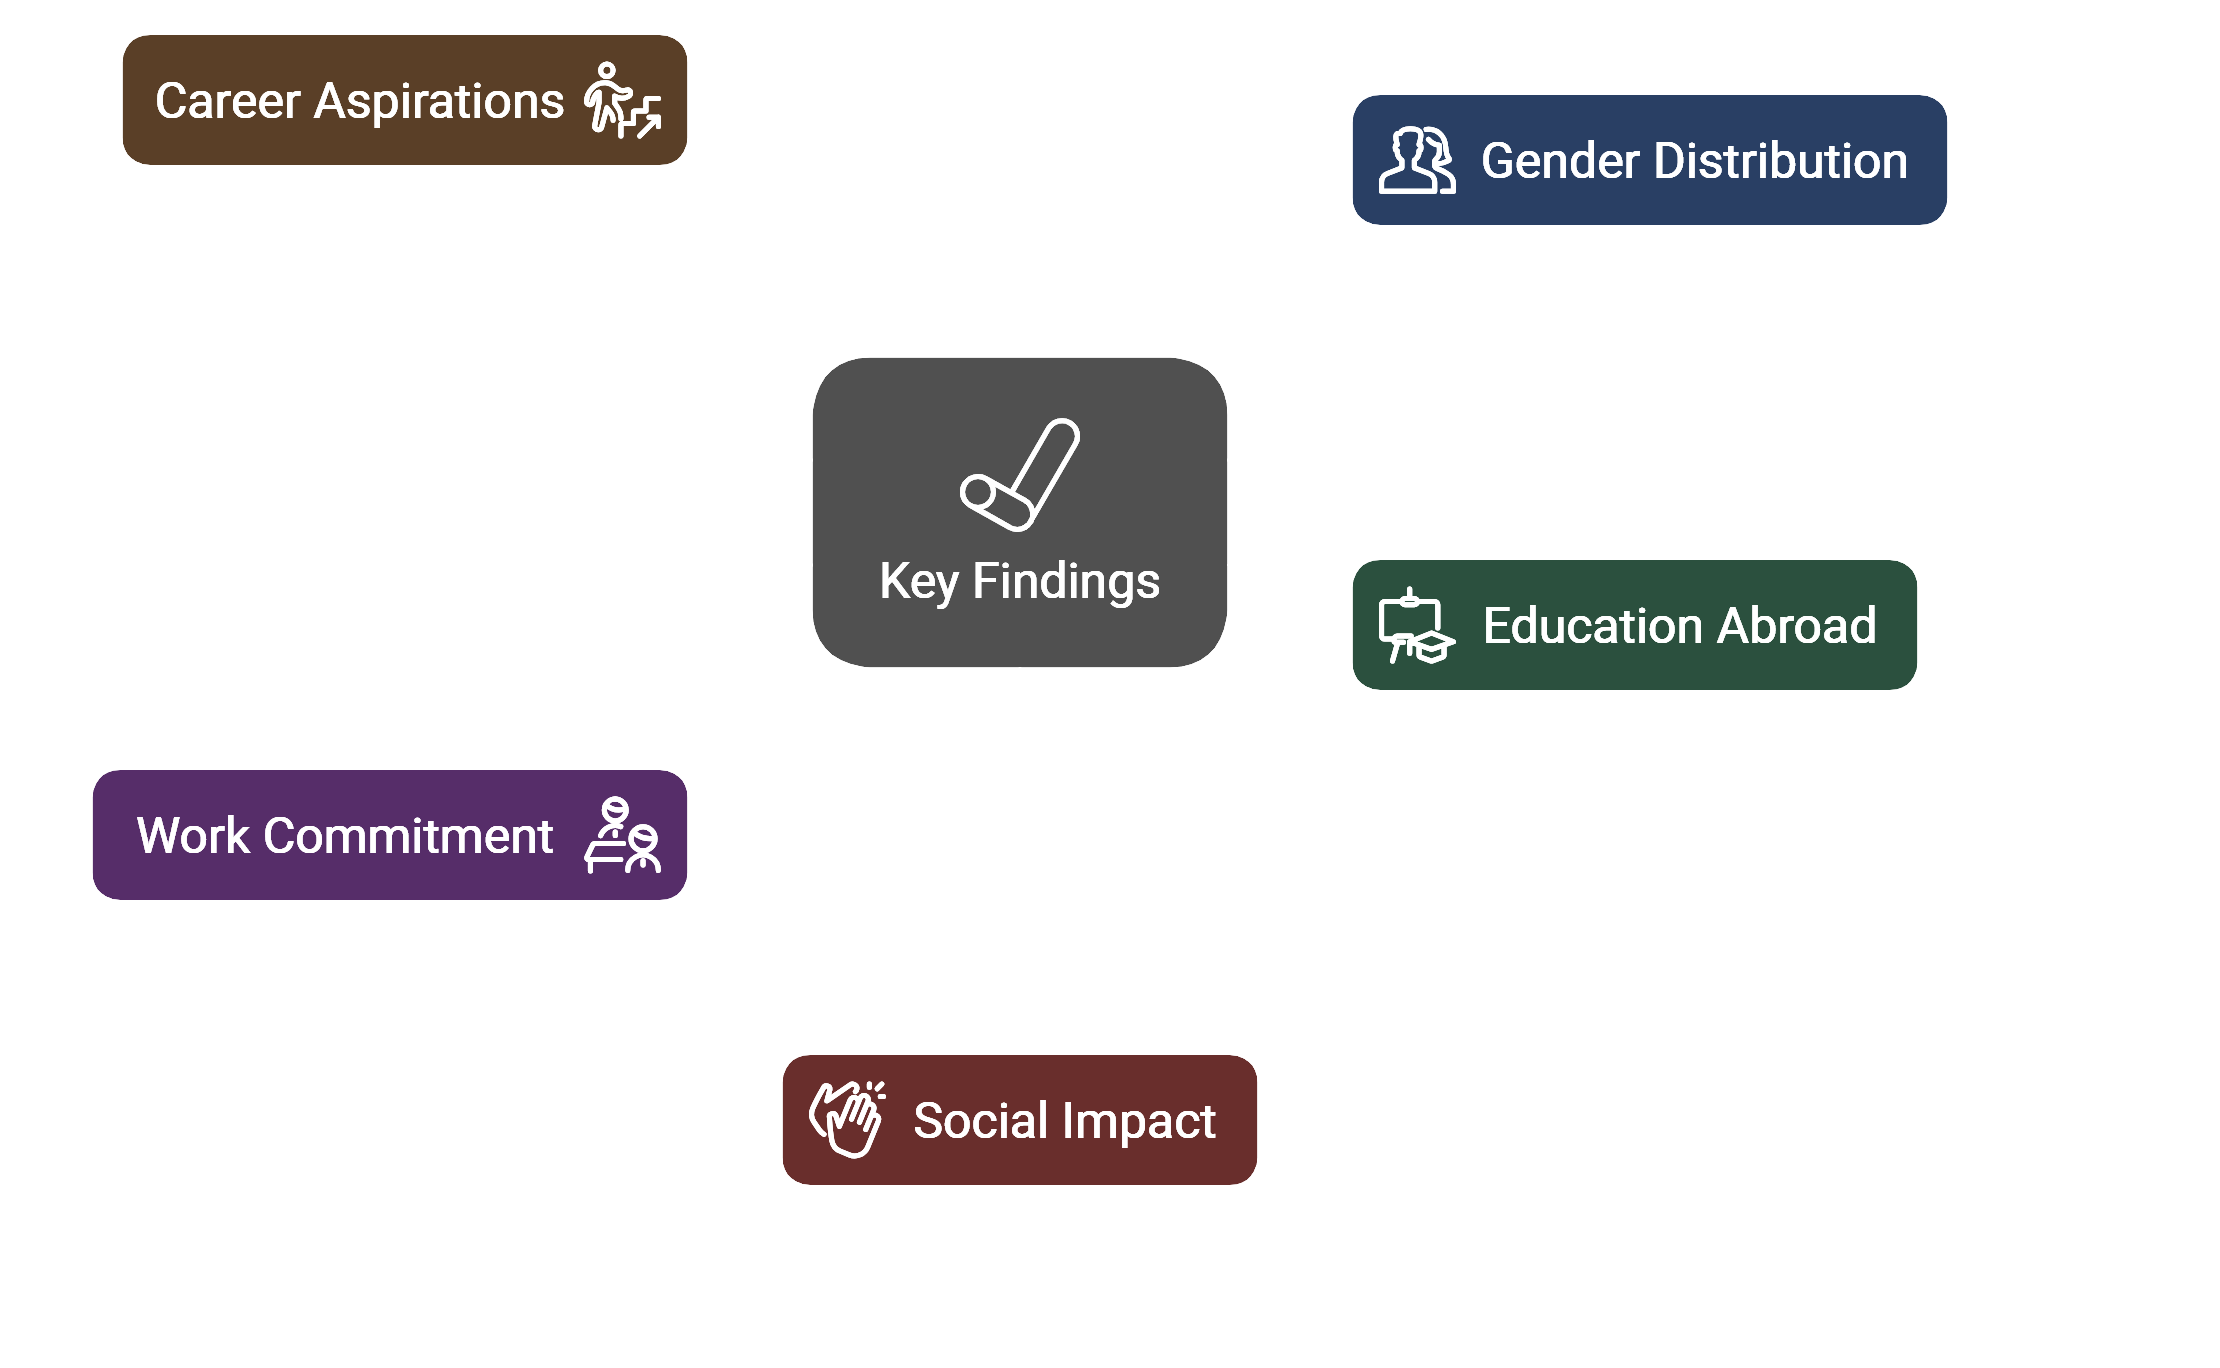 Career Aspirations
Gender Distribution
Key Findings
Education Abroad
Work Commitment
Social Impact